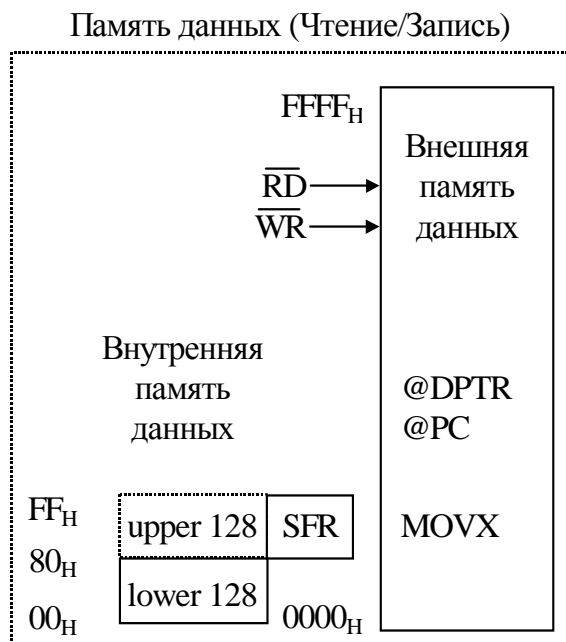 Память данных (Чтение/Запись)
FFFFH
Внешняя
память
данных
RD
WR
Внутренняя
память
данных
@DPTR
@PC
FFH
upper 128
SFR
MOVX
80H
lower 128
00H
0000H